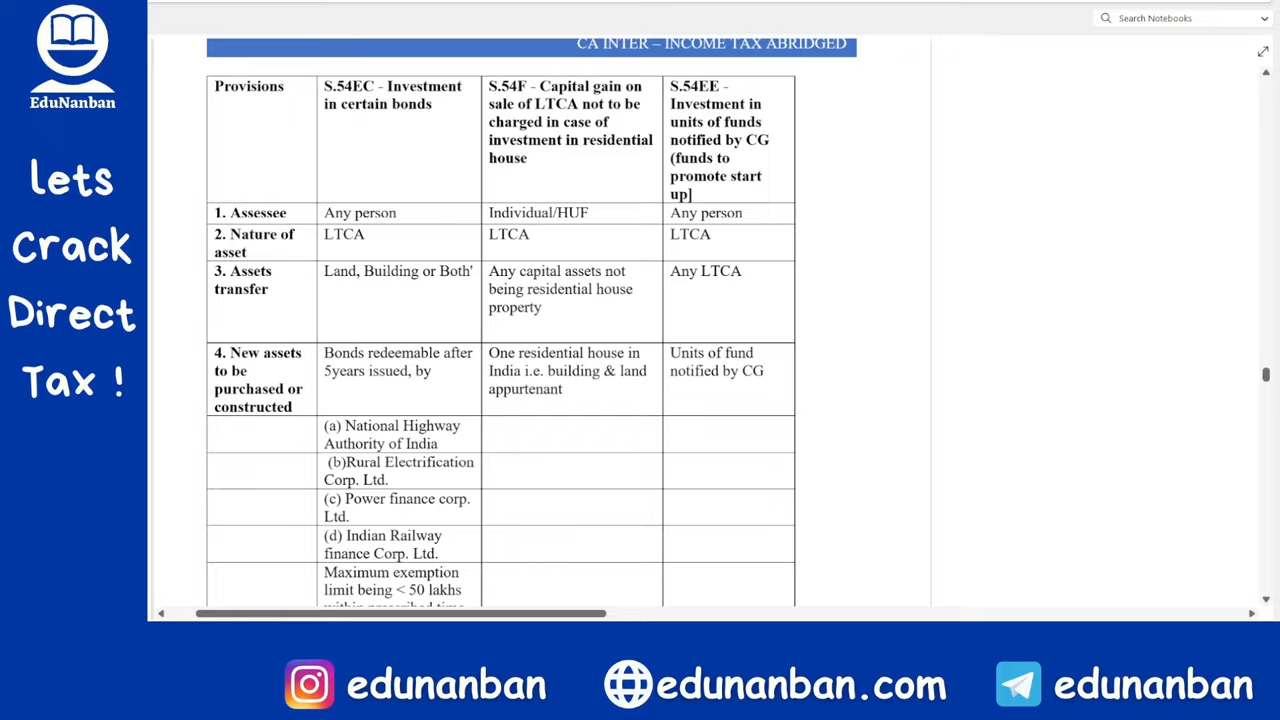 EduNanban
Lets
Crack
Direct
Tax !
Search Notebooks
CA INTER – INCOME TAX ABRIDGED
Provisions
S.54EC - Investment
in certain bonds
S.54F - Capital gain on
sale of LTCA not to be
charged in case of
investment in residential
house
S.54EE -
Investment in
units of funds
notified by CG
(funds to
promote start
up]
1. Assessee
Any person
Individual/HUF
Any person
2. Nature of
asset
LTCA
LTCA
LTCA
3. Assets
transfer
Land, Building or Both'
Any capital assets not
being residential house
property
Any LTCA
4. New assets
to be
purchased or
constructed
Bonds redeemable after
5years issued, by
One residential house in
India i.e. building & land
appurtenant
Units of fund
notified by CG
(a) National Highway
Authority of India
(b)Rural Electrification
Corp. Ltd.
(c) Power finance corp.
Ltd.
(d) Indian Railway
finance Corp. Ltd.
Maximum exemption
limit being < 50 lakhs
within prescribed time
edunanban
edunanban.com
edunanban